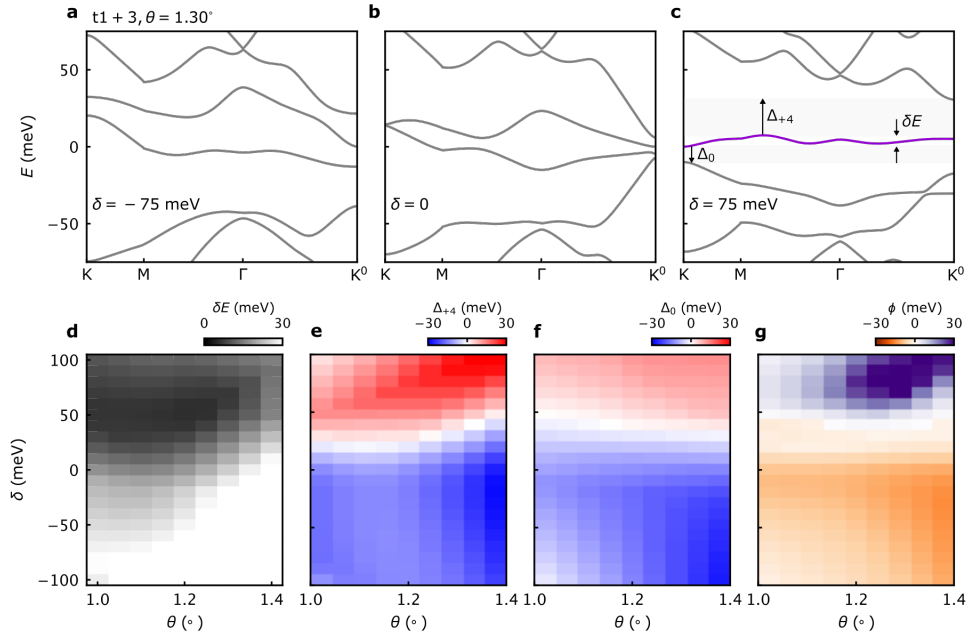 a b c
t1 + 3, θ = 1.30°
E (meV)
50
0
−50
δ = − 75 meV
δ = 0
δ = 75 meV
Δ+4
δE
Δ0
K M Γ K⁰
K M Γ K⁰
K M Γ K⁰
d e f g
δE (meV)
0 30
Δ+4 (meV)
−30 0 30
Δ0 (meV)
−30 0 30
ϕ (meV)
−30 0 30
δ (meV)
100
50
0
−50
−100
1.0 1.2 1.4
1.0 1.2 1.4
1.0 1.2 1.4
1.0 1.2 1.4
θ (°)
θ (°)
θ (°)
θ (°)